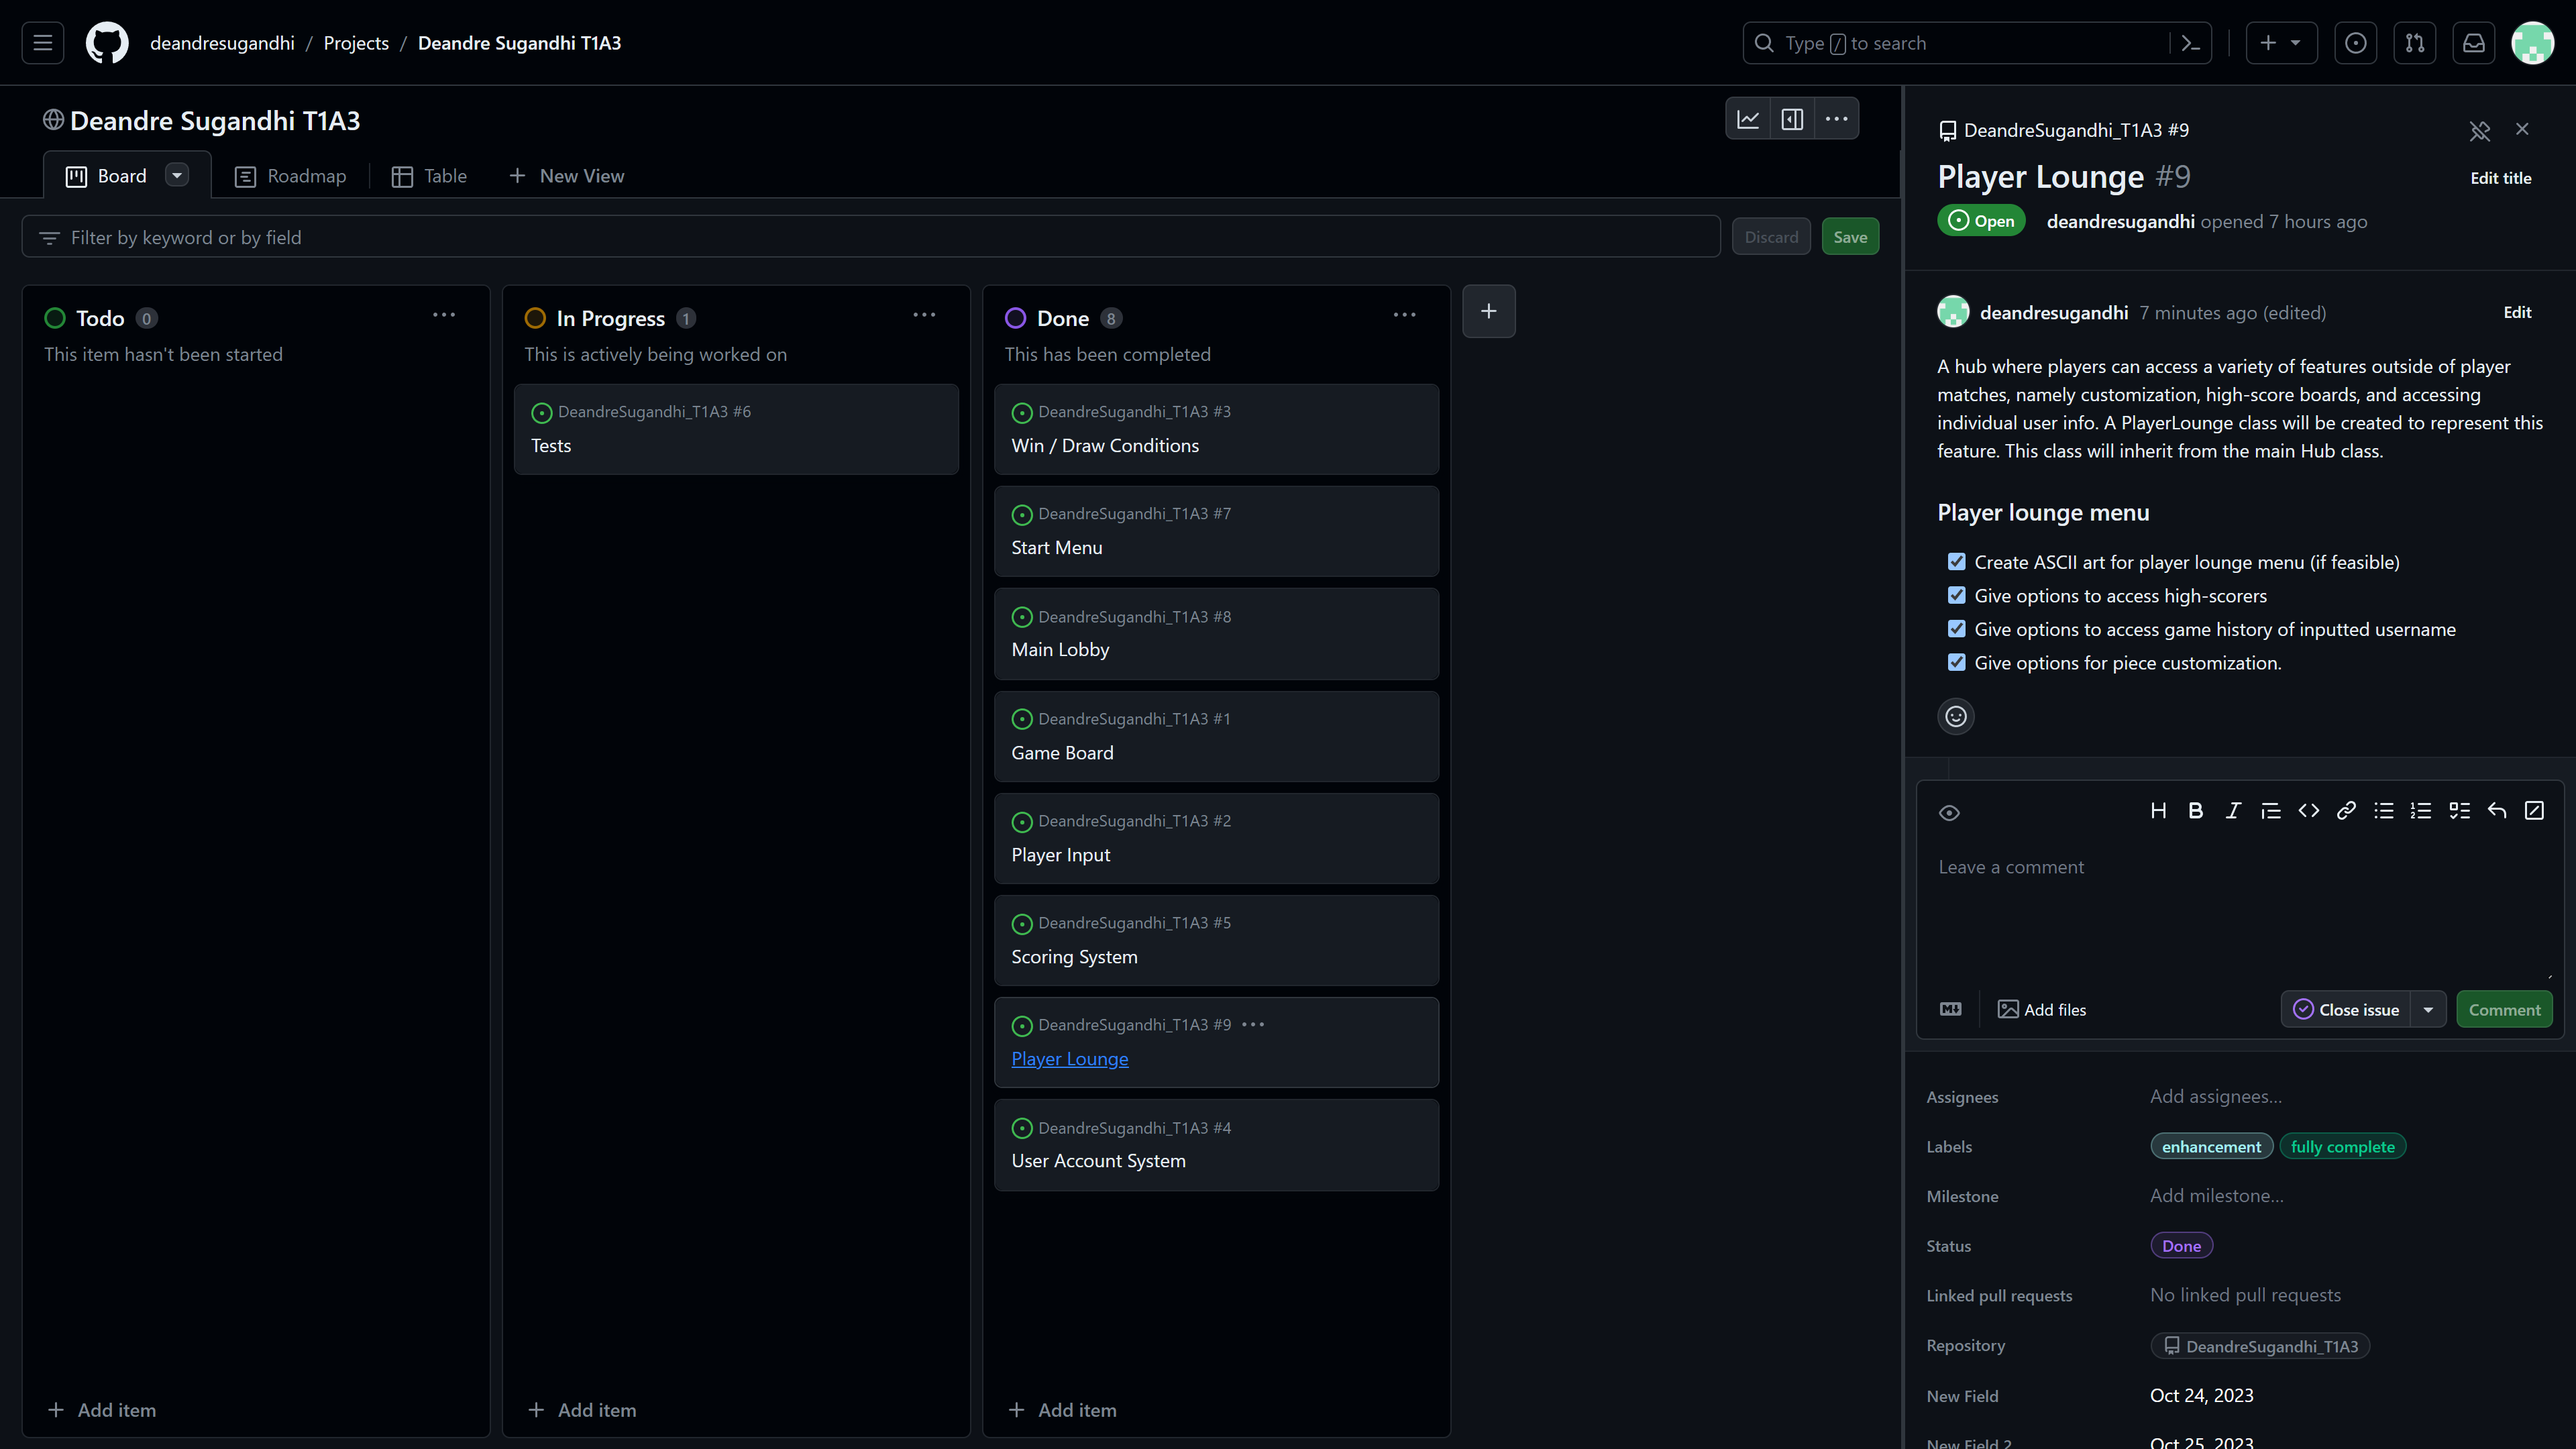 deandresugandhi / Projects / Deandre Sugandhi T1A3
Type / to search
Deandre Sugandhi T1A3
Board
Roadmap
Table
New View
Filter by keyword or by field
Discard
Save
Todo 0
This item hasn't been started
Add item
In Progress 1
This is actively being worked on
DeandreSugandhi_T1A3 #6
Tests
Add item
Done 8
This has been completed
DeandreSugandhi_T1A3 #3
Win / Draw Conditions
DeandreSugandhi_T1A3 #7
Start Menu
DeandreSugandhi_T1A3 #8
Main Lobby
DeandreSugandhi_T1A3 #1
Game Board
DeandreSugandhi_T1A3 #2
Player Input
DeandreSugandhi_T1A3 #5
Scoring System
DeandreSugandhi_T1A3 #9
Player Lounge
DeandreSugandhi_T1A3 #4
User Account System
Add item
DeandreSugandhi_T1A3 #9
Player Lounge #9
Edit title
Open
deandresugandhi opened 7 hours ago
deandresugandhi 7 minutes ago (edited)
Edit
A hub where players can access a variety of features outside of player
matches, namely customization, high-score boards, and accessing
individual user info. A PlayerLounge class will be created to represent this
feature. This class will inherit from the main Hub class.
Player lounge menu
Create ASCII art for player lounge menu (if feasible)
Give options to access high-scorers
Give options to access game history of inputted username
Give options for piece customization.
Leave a comment
Add files
Close issue
Comment
Assignees
Add assignees...
Labels
enhancement
fully complete
Milestone
Add milestone...
Status
Done
Linked pull requests
No linked pull requests
Repository
DeandreSugandhi_T1A3
New Field
Oct 24, 2023
New Field 2
Oct 25, 2023